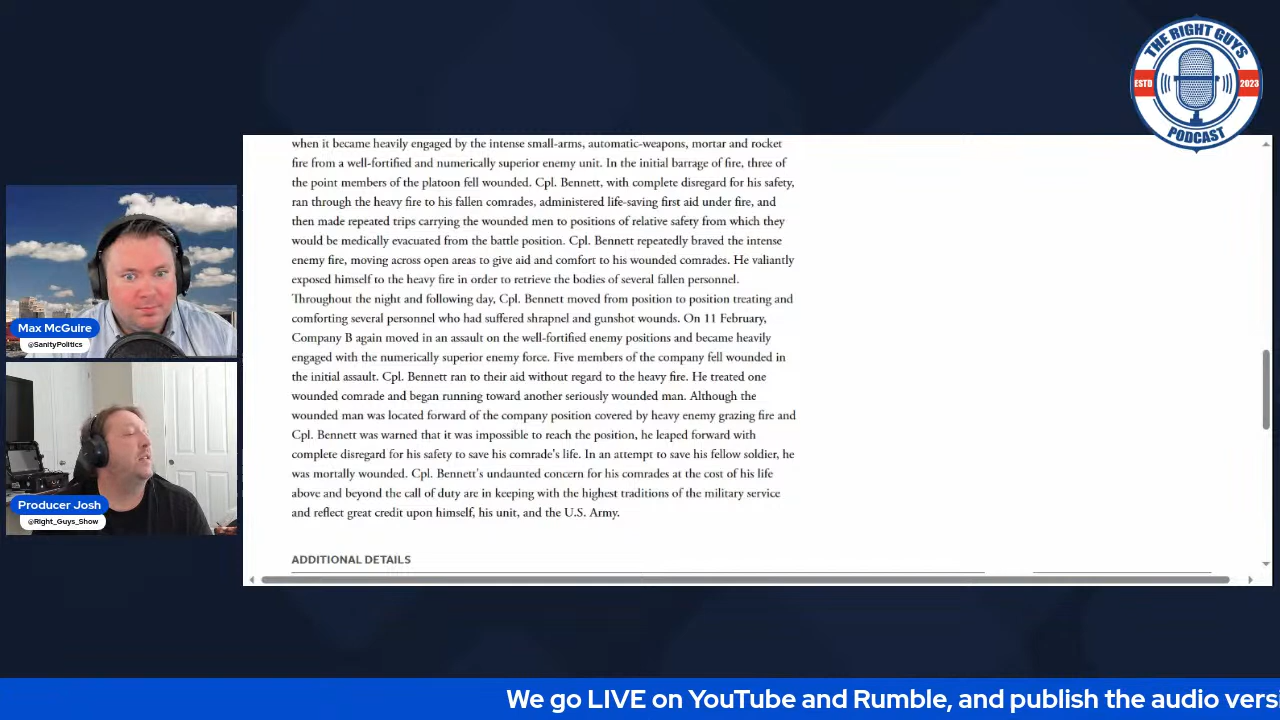 THE RIGHT GUYS
ESTD 2023
PODCAST
when it became heavily engaged by the intense small-arms, automatic-weapons, mortar and rocket
fire from a well-fortified and numerically superior enemy unit. In the initial barrage of fire, three of
the point members of the platoon fell wounded. Cpl. Bennett, with complete disregard for his safety,
ran through the heavy fire to his fallen comrades, administered life-saving first aid under fire, and
then made repeated trips carrying the wounded men to positions of relative safety from which they
would be medically evacuated from the battle position. Cpl. Bennett repeatedly braved the intense
enemy fire, moving across open areas to give aid and comfort to his wounded comrades. He valiantly
exposed himself to the heavy fire in order to retrieve the bodies of several fallen personnel.
Throughout the night and following day, Cpl. Bennett moved from position to position treating and
comforting several personnel who had suffered shrapnel and gunshot wounds. On 11 February,
Company B again moved in an assault on the well-fortified enemy positions and became heavily
engaged with the numerically superior enemy force. Five members of the company fell wounded in
the initial assault. Cpl. Bennett ran to their aid without regard to the heavy fire. He treated one
wounded comrade and began running toward another seriously wounded man. Although the
wounded man was located forward of the company position covered by heavy enemy grazing fire and
Cpl. Bennett was warned that it was impossible to reach the position, he leaped forward with
complete disregard for his safety to save his comrade's life. In an attempt to save his fellow soldier, he
was mortally wounded. Cpl. Bennett's undaunted concern for his comrades at the cost of his life
above and beyond the call of duty are in keeping with the highest traditions of the military service
and reflect great credit upon himself, his unit, and the U.S. Army.
ADDITIONAL DETAILS
Max McGuire
@SanityPolitics
Producer Josh
@Right_Guys_Show
We go LIVE on YouTube and Rumble, and publish the audio vers